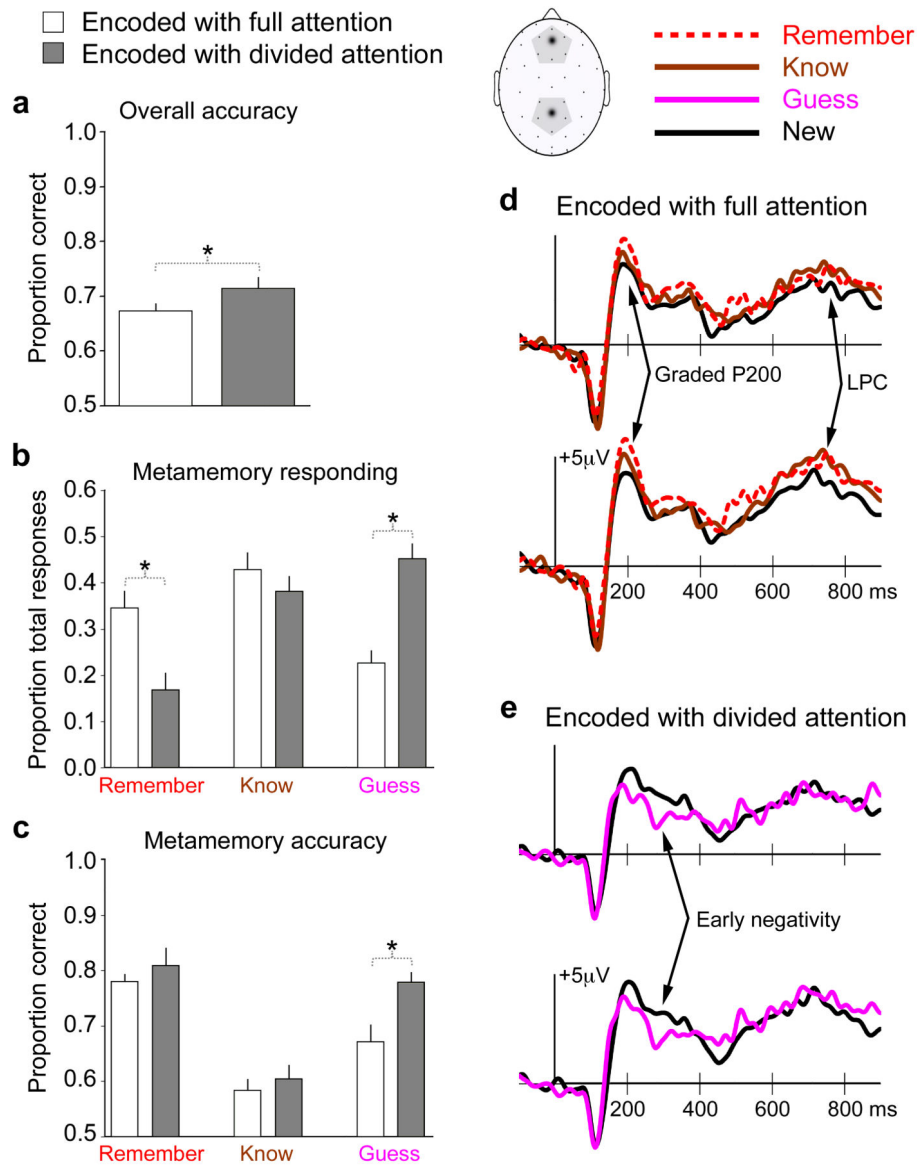 Encoded with full attention
Encoded with divided attention
Remember
Know
Guess
New
a
Overall accuracy
Proportion correct
1.0
0.9
0.8
0.7
0.6
0.5
*
b
Metamemory responding
Proportion total responses
0.6
0.5
0.4
0.3
0.2
0.1
0.0
*
*
Remember
Know
Guess
c
Metamemory accuracy
Proportion correct
1.0
0.9
0.8
0.7
0.6
0.5
*
Remember
Know
Guess
d
Encoded with full attention
Graded P200
LPC
+5μV
200
400
600
800 ms
e
Encoded with divided attention
Early negativity
+5μV
200
400
600
800 ms